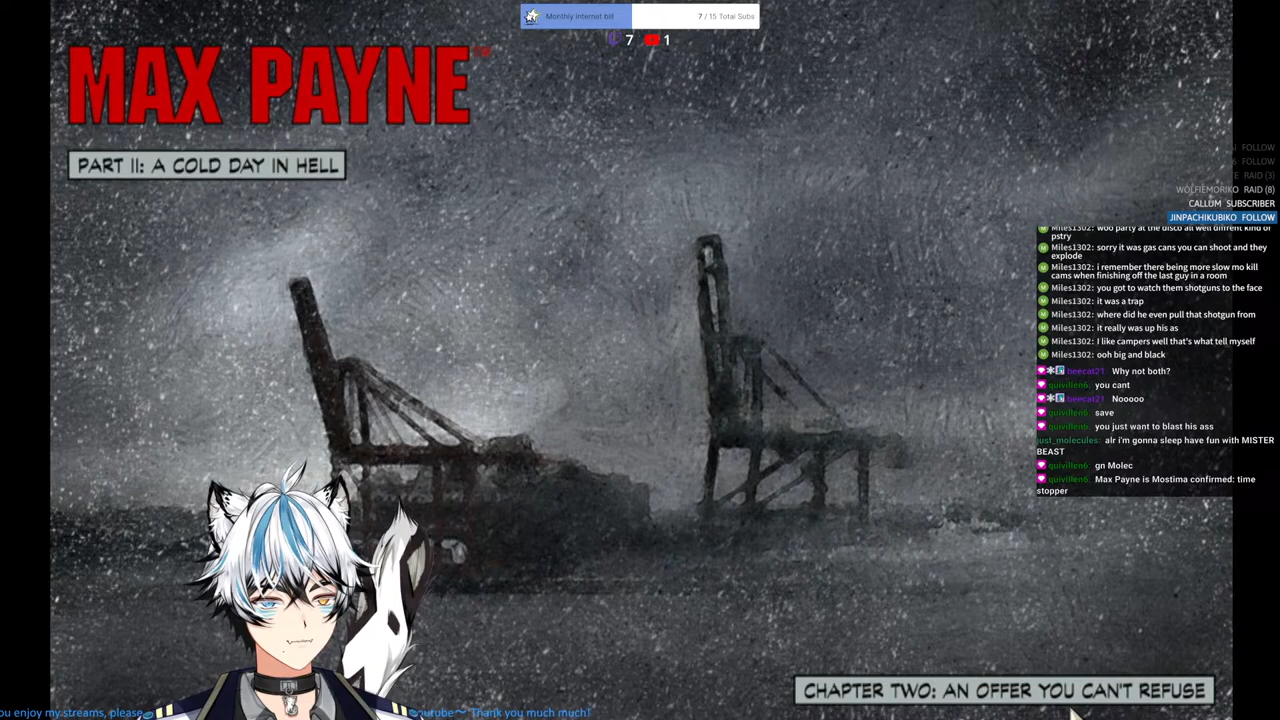 Monthly internet bill
7 / 15 Total Subs
7
1
MAX PAYNE™
PART II: A COLD DAY IN HELL
FOLLOW
FOLLOW
RAID (3)
WOLFIEMORIKO RAID (8)
CALLUM SUBSCRIBER
JINPACHIKUBIKO FOLLOW
Miles1302: woo party at the disco all well diffrent kind of
pstry
Miles1302: sorry it was gas cans you can shoot and they
explode
Miles1302: i remember there being more slow mo kill
cams when finishing off the last guy in a room
Miles1302: you got to watch them shotguns to the face
Miles1302: it was a trap
Miles1302: where did he even pull that shotgun from
Miles1302: it really was up his as
Miles1302: I like campers well that's what tell myself
Miles1302: ooh big and black
beecat21 Why not both?
quivillen6: you cant
beecat21 Nooooo
quivillen6: save
quivillen6: you just want to blast his ass
just_molecules: alr i'm gonna sleep have fun with MISTER
BEAST
quivillen6: gn Molec
quivillen6: Max Payne is Mostima confirmed: time
stopper
CHAPTER TWO: AN OFFER YOU CAN'T REFUSE
ou enjoy my streams, please
outube~ Thank you much much!